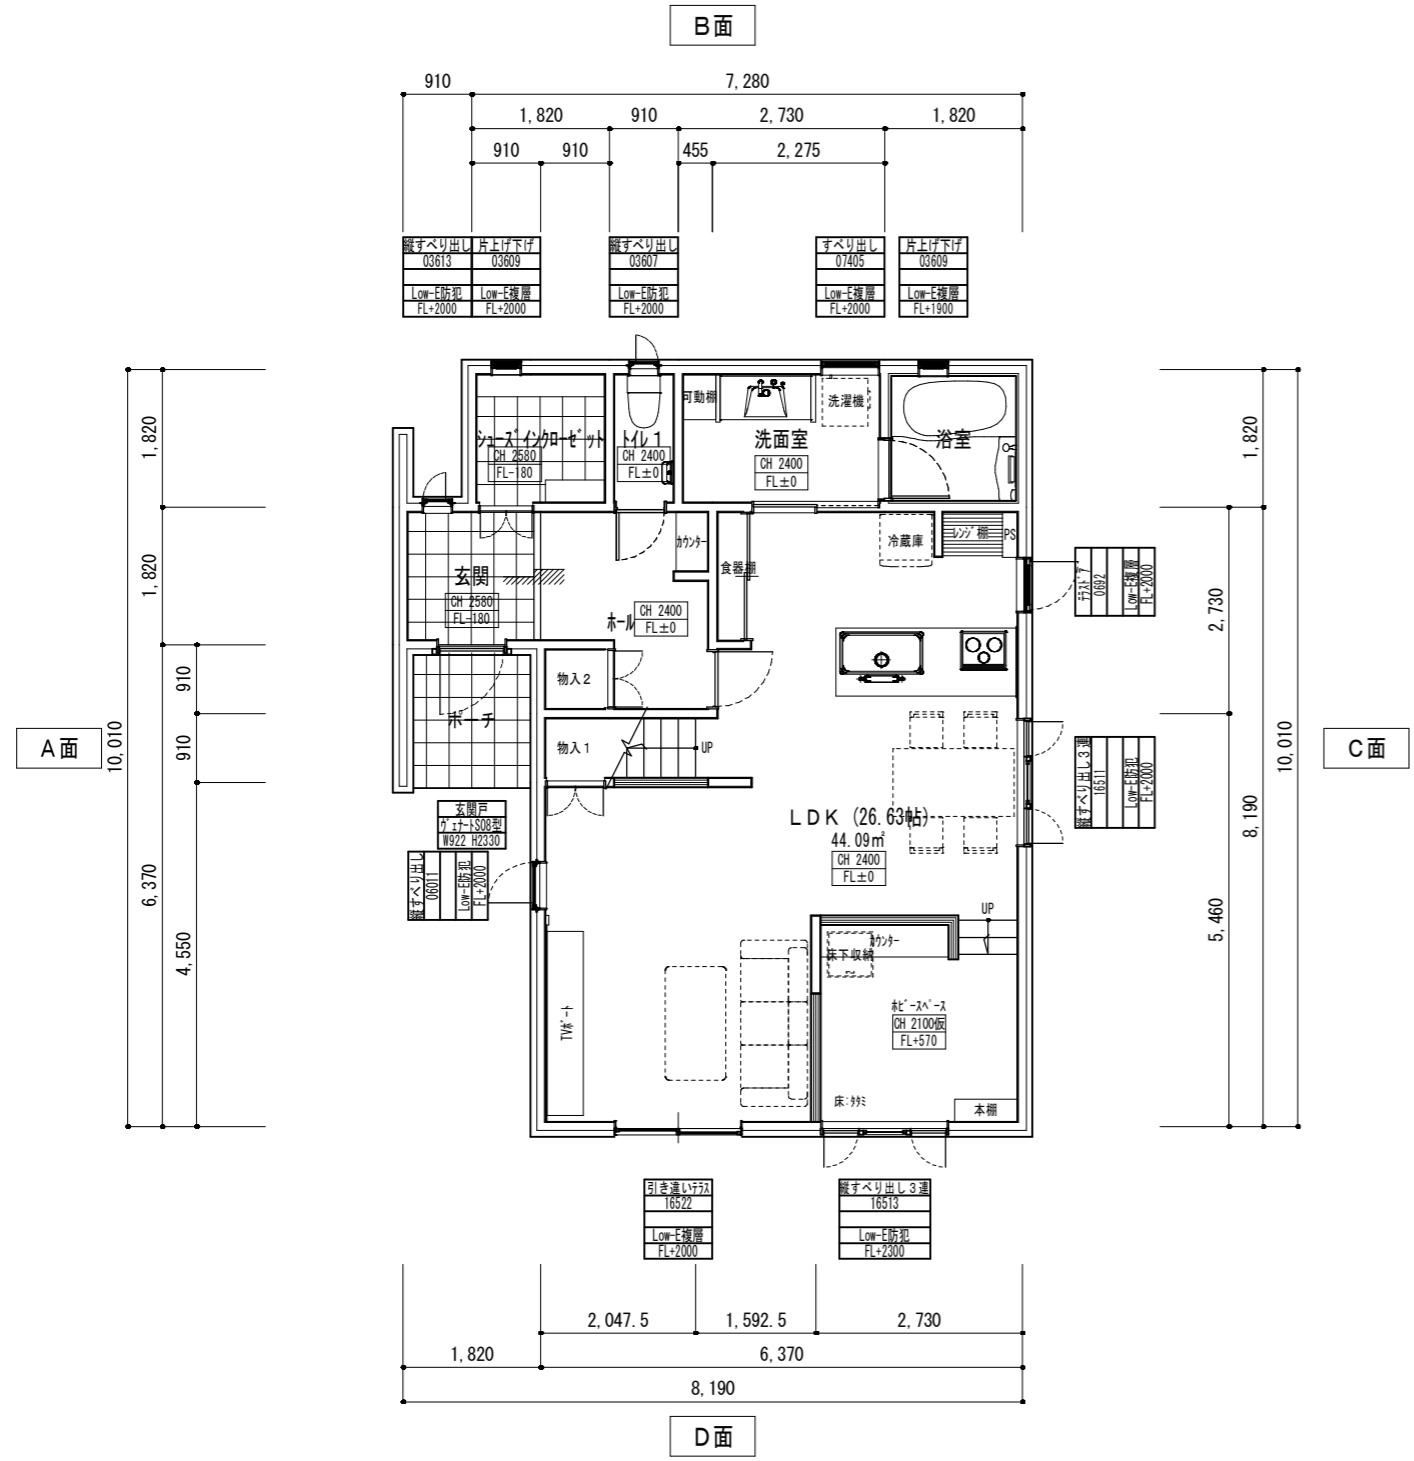 B面
910
7,280
1,820
910
2,730
1,820
910
910
455
2,275
縦すべり出し
03613
Low-E防犯
FL+2000
片上げ下げ
03609
Low-E複層
FL+2000
縦すべり出し
03607
Low-E防犯
FL+2000
すべり出し
07405
Low-E複層
FL+2000
片上げ下げ
03609
Low-E複層
FL+1900
A面
10,010
1,820
1,820
6,370
910
910
4,550
シューズインクローゼット
CH 2580
FL-180
トイレ1
CH 2400
FL±0
可動棚
洗濯機
洗面室
CH 2400
FL±0
浴室
玄関
CH 2580
FL-180
カウンター
食器棚
冷蔵庫
レンジ棚
PS
ホール
CH 2400
FL±0
物入2
物入1
UP
ポーチ
玄関戸
ヴェナートS08型
W922 H2330
縦すべり出し
06011
Low-E防犯
FL+2000
LDK (26.63帖)
44.09㎡
CH 2400
FL±0
UP
カウンター
床下収納
ホビースペース
CH 2100仮
FL+570
床:タタミ
本棚
TVボート
テラスドア
0692
Low-E複層
FL+2000
縦すべり出し3連
16511
Low-E防犯
FL+2000
1,820
2,730
5,460
8,190
10,010
C面
引き違いテラス
16522
Low-E複層
FL+2000
縦すべり出し3連
16513
Low-E防犯
FL+2300
2,047.5
1,592.5
2,730
1,820
6,370
8,190
D面